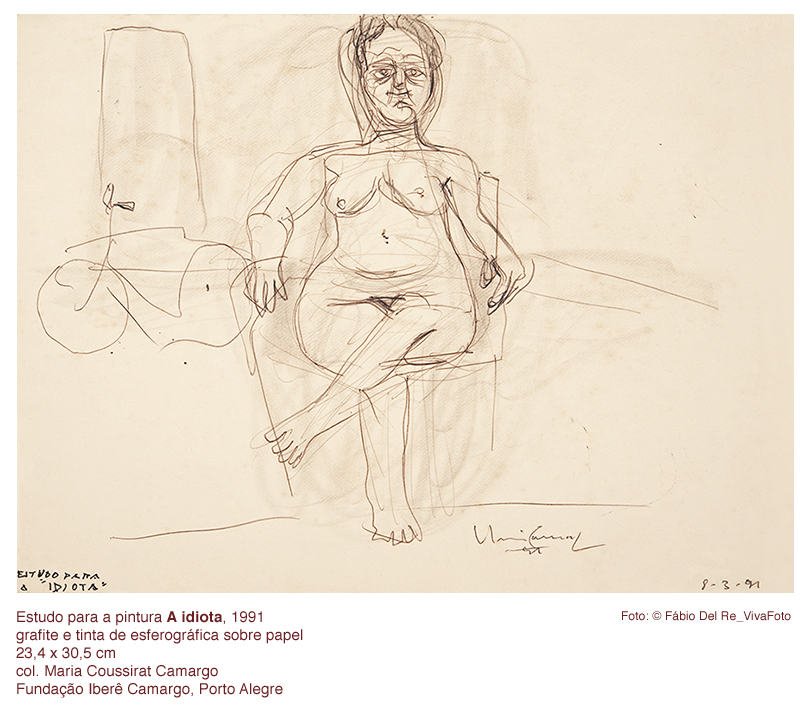 ESTUDO PARA
A "IDIOTA"
9-3-91
Estudo para a pintura A idiota, 1991
grafite e tinta de esferográfica sobre papel
23,4 x 30,5 cm
col. Maria Coussirat Camargo
Fundação Iberê Camargo, Porto Alegre
Foto: © Fábio Del Re_VivaFoto